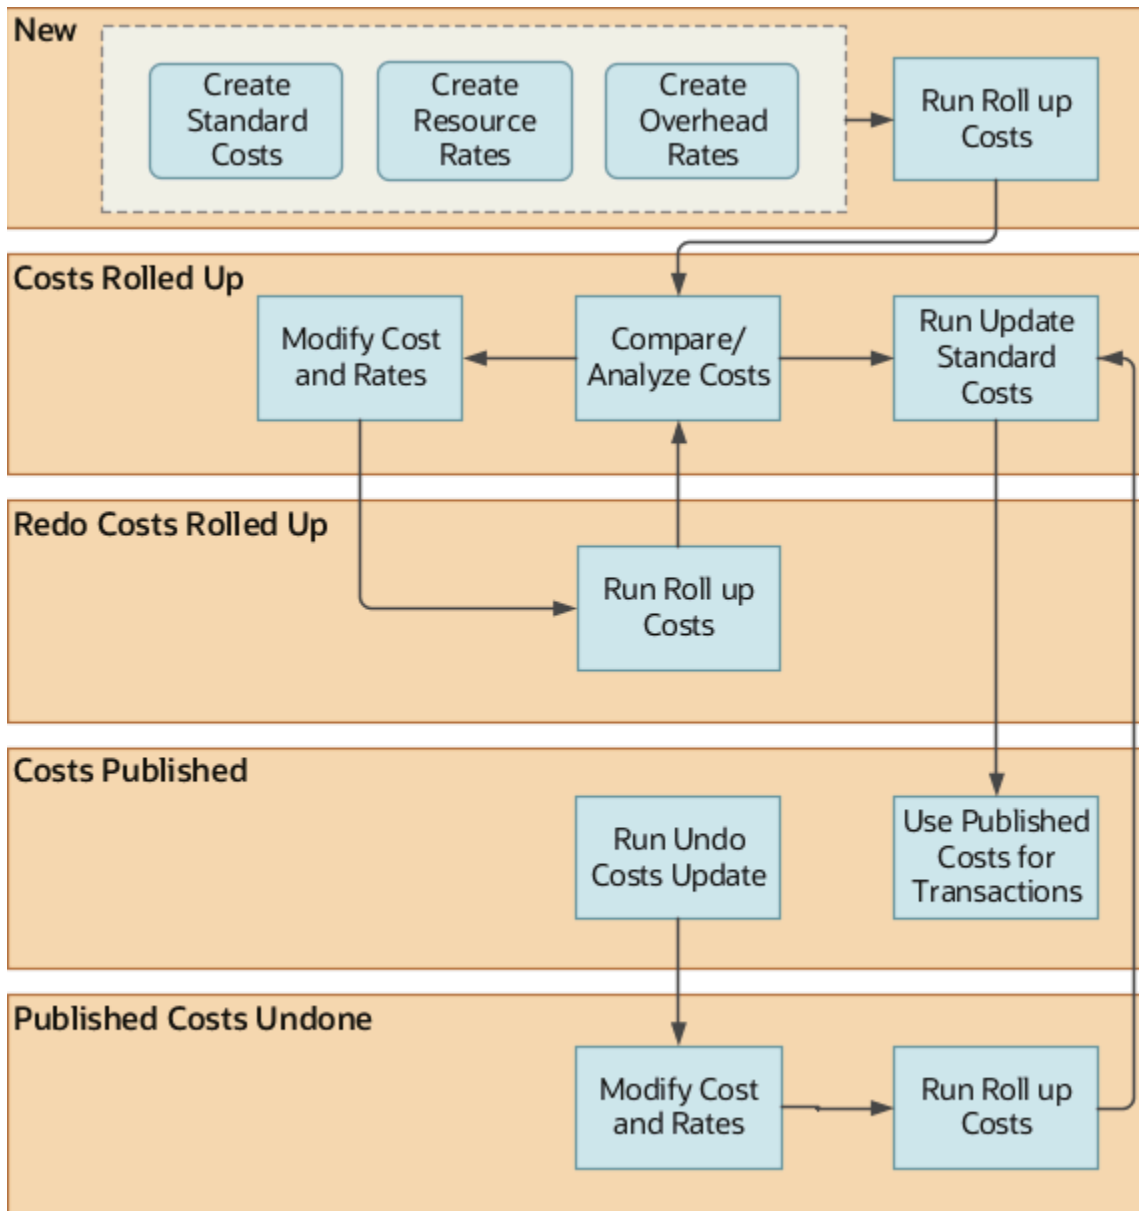 New
Create
Standard
Costs
Create
Resource
Rates
Create
Overhead
Rates
Run Roll up
Costs
Costs Rolled Up
Modify Cost
and Rates
Compare/
Analyze Costs
Run Update
Standard
Costs
Redo Costs Rolled Up
Run Roll up
Costs
Costs Published
Run Undo
Costs Update
Use Published
Costs for
Transactions
Published Costs Undone
Modify Cost
and Rates
Run Roll up
Costs